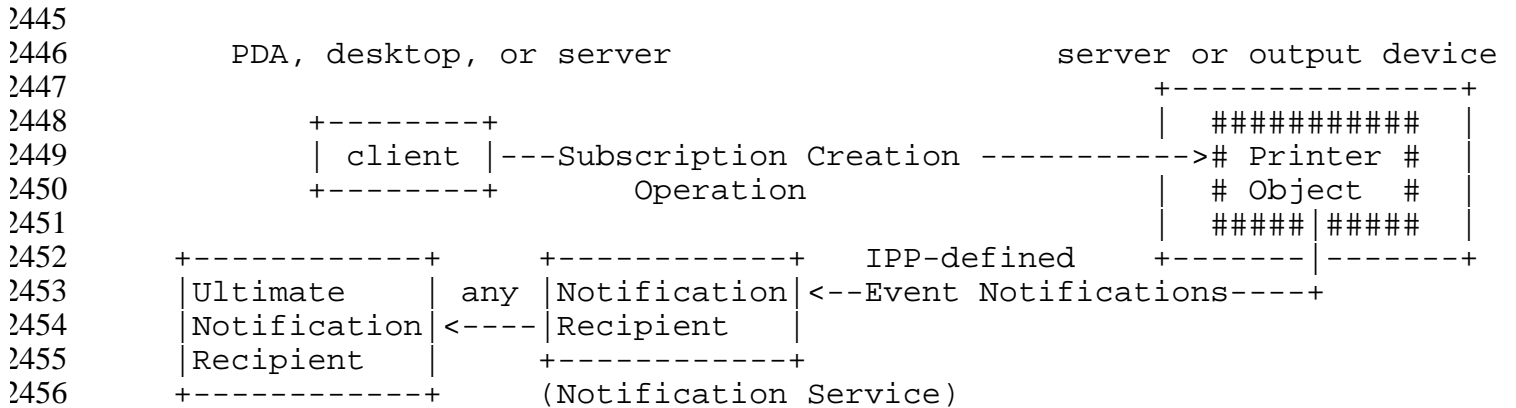 2445
2446 PDA, desktop, or server server or output device
2447 +---------------+
2448 +--------+ | ########### |
2449 | client |---Subscription Creation -----------># Printer # |
2450 +--------+ Operation | # Object # |
2451 | #####|##### |
2452 +------------+ +------------+ IPP-defined +-------|-------+
2453 |Ultimate | any |Notification|<--Event Notifications----+
2454 |Notification|<----|Recipient |
2455 |Recipient | +------------+
2456 +------------+ (Notification Service)